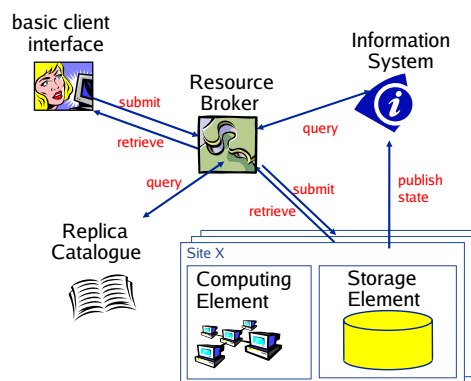 basic client
interface
Information
System
Resource
Broker
submit
retrieve
query
query
submit
retrieve
publish
state
Replica
Catalogue
Site X
Computing
Element
Storage
Element